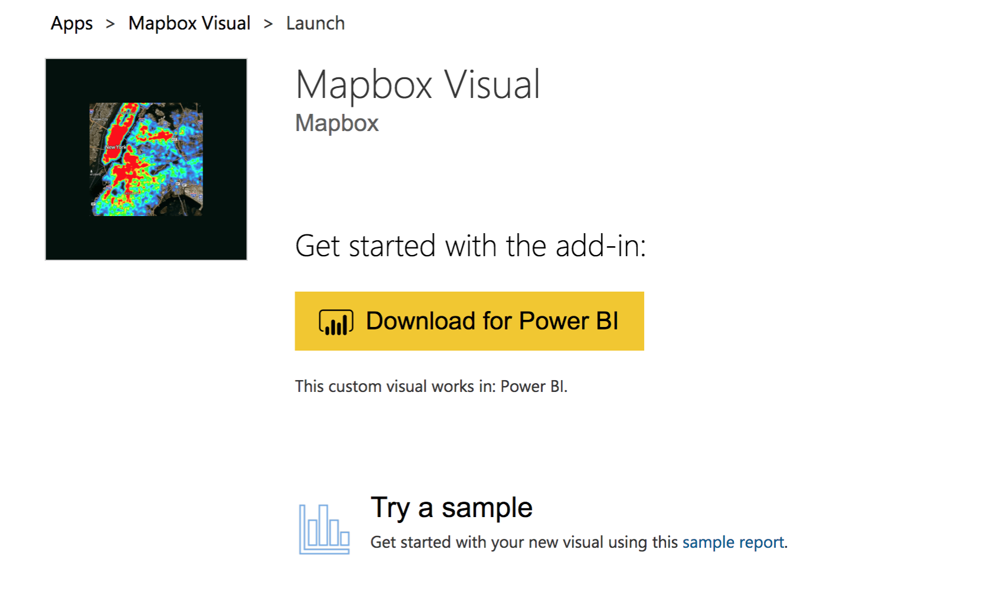 Apps > Mapbox Visual > Launch
Mapbox Visual
Mapbox
New York
Get started with the add-in:
Download for Power BI
This custom visual works in: Power BI.
Try a sample
Get started with your new visual using this sample report.